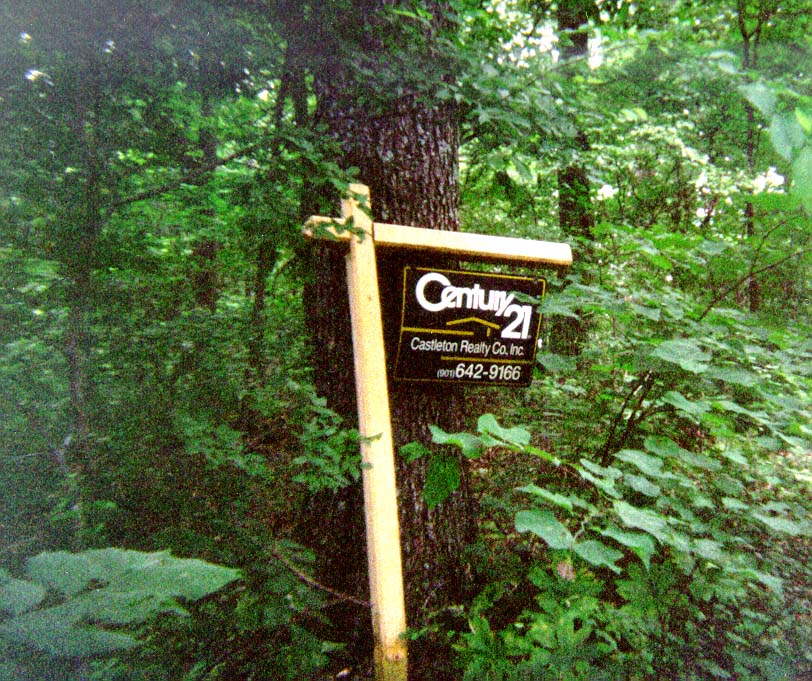 Century
21
Castleton Realty Co., Inc.
(901) 642-9166